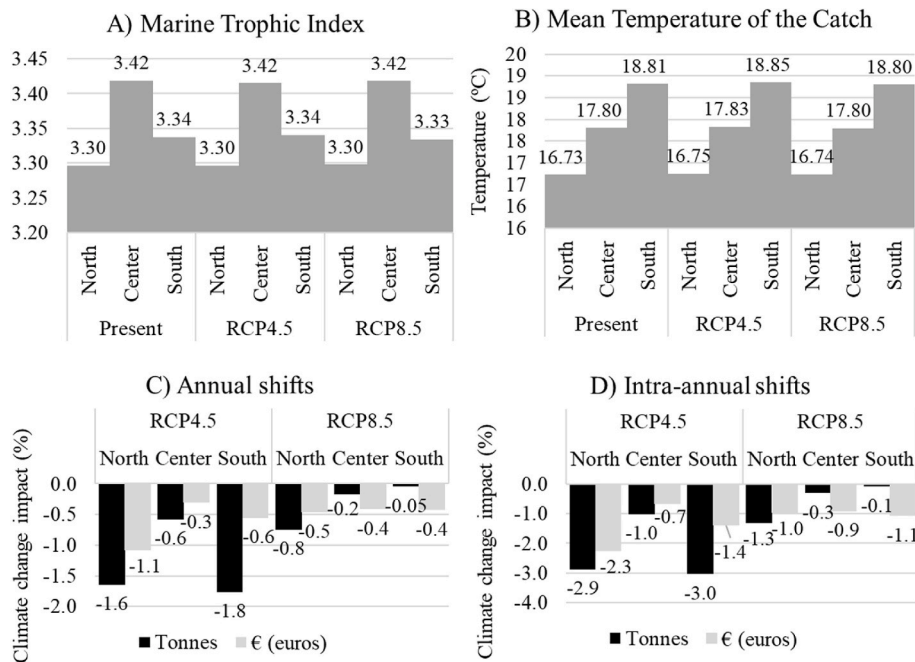 A) Marine Trophic Index
3.45
3.40
3.35
3.30
3.25
3.20
3.30
3.42
3.34
3.30
3.42
3.34
3.30
3.42
3.33
North
Center
South
North
Center
South
North
Center
South
Present
RCP4.5
RCP8.5
B) Mean Temperature of the Catch
Temperature (ºC)
20
19
19
18
18
17
17
16
16.73
17.80
18.81
16.75
17.83
18.85
16.74
17.80
18.80
North
Center
South
North
Center
South
North
Center
South
Present
RCP4.5
RCP8.5
C) Annual shifts
RCP4.5
RCP8.5
North Center South North Center South
Climate change impact (%)
0.0
-0.5
-1.0
-1.5
-2.0
-1.6
-1.1
-0.6
-0.3
-1.8
-0.6
-0.8
-0.5
-0.2
-0.4
-0.05
-0.4
Tonnes
€ (euros)
D) Intra-annual shifts
RCP4.5
RCP8.5
North Center South North Center South
Climate change impact (%)
0.0
-1.0
-2.0
-3.0
-4.0
-2.9
-2.3
-1.0
-0.7
-3.0
-1.4
-1.3
-1.0
-0.3
-0.9
-0.1
-1.1
Tonnes
€ (euros)